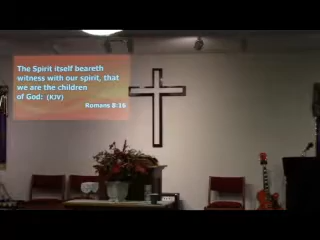 The Spirit itself beareth
witness with our spirit, that
we are the children
of God: (KJV)
Romans 8:16